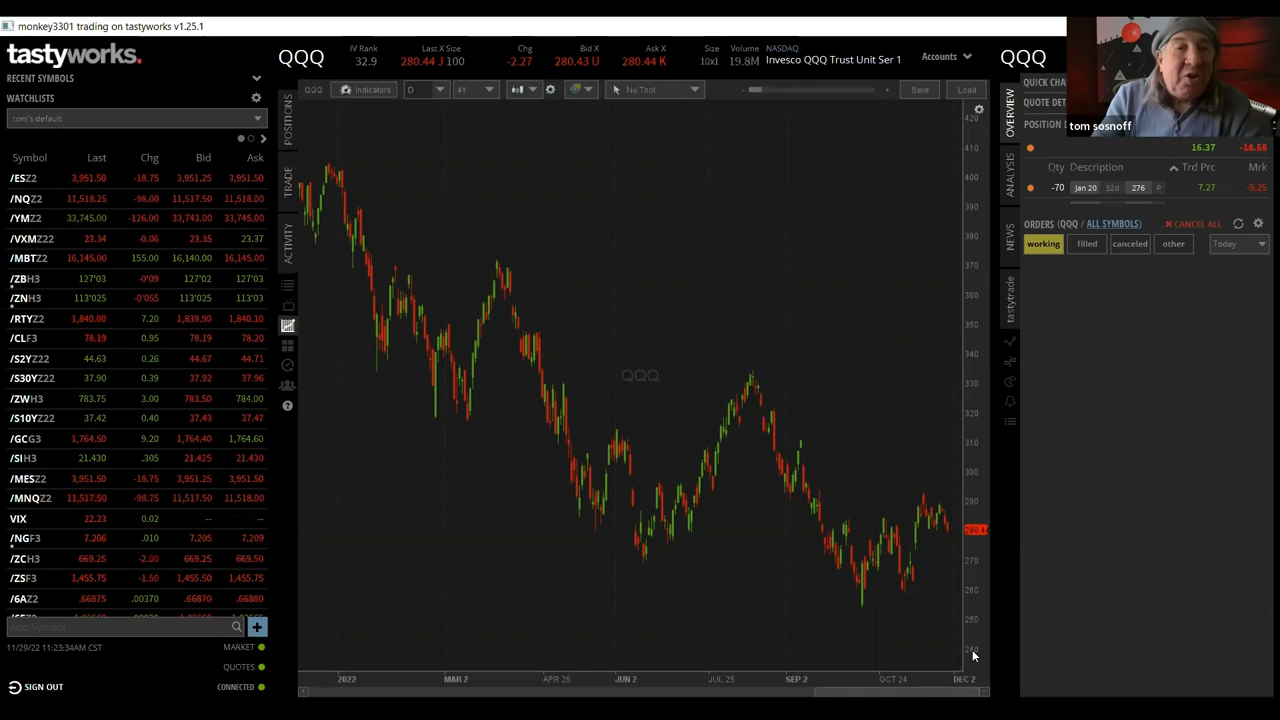 monkey3301 trading on tastyworks v1.25.1
tastyworks.
RECENT SYMBOLS
WATCHLISTS
tom's default
Symbol Last Chg Bid Ask
/ESZ2 3,951.50 -18.75 3,951.25 3,951.50
/NQZ2 11,518.25 -98.00 11,517.50 11,518.00
/YMZ2 33,745.00 -126.00 33,743.00 33,745.00
/VXMZ22 23.34 -0.06 23.35 23.37
/MBTZ2 16,145.00 155.00 16,140.00 16,145.00
/ZBH3 127'03 -0'09 127'02 127'03
/ZNH3 113'025 -0'055 113'025 113'03
/RTYZ2 1,840.00 7.20 1,839.90 1,840.10
/CLF3 78.19 0.95 78.19 78.20
/S2YZ22 44.63 0.26 44.67 44.71
/S30YZ22 37.90 0.39 37.92 37.96
/ZWH3 783.75 3.00 783.50 784.00
/S10YZ22 37.42 0.40 37.43 37.47
/GCG3 1,764.50 9.20 1,764.40 1,764.60
/SIH3 21.430 .305 21.425 21.430
/MESZ2 3,951.50 -18.75 3,951.25 3,951.50
/MNQZ2 11,517.50 -98.75 11,517.50 11,518.00
VIX 22.23 0.02 -- --
/NGF3 7.206 .010 7.205 7.209
/ZCH3 669.25 -2.00 669.25 669.50
/ZSF3 1,455.75 -1.50 1,455.50 1,455.75
/6AZ2 .66875 .00370 .66870 .66880
Add Symbol
11/29/22 11:23:34AM CST
MARKET
QUOTES
CONNECTED
SIGN OUT
POSITIONS
TRADE
ACTIVITY
QQQ
IV Rank
32.9
Last X Size
280.44 J 100
Chg
-2.27
Bid X
280.43 U
Ask X
280.44 K
Size
10x1
Volume
19.8M
NASDAQ
Invesco QQQ Trust Unit Ser 1
Accounts
QQQ Indicators D 4Y No Tool - + Save Load
QQQ
420
410
400
390
380
370
360
350
340
330
320
310
300
290
280.44
270
260
250
240
2022 MAR 2 APR 25 JUN 2 JUL 25 SEP 2 OCT 24 DEC 2
QQQ
QUICK CHA
QUOTE DET
POSITION D
tom sosnoff
OVERVIEW
ANALYSIS
NEWS
tastytrade
16.37 -18.58
Qty Description Trd Prc Mrk
-70 Jan 20 52d 276 P 7.27 -9.25
ORDERS (QQQ / ALL SYMBOLS) CANCEL ALL
working filled canceled other Today